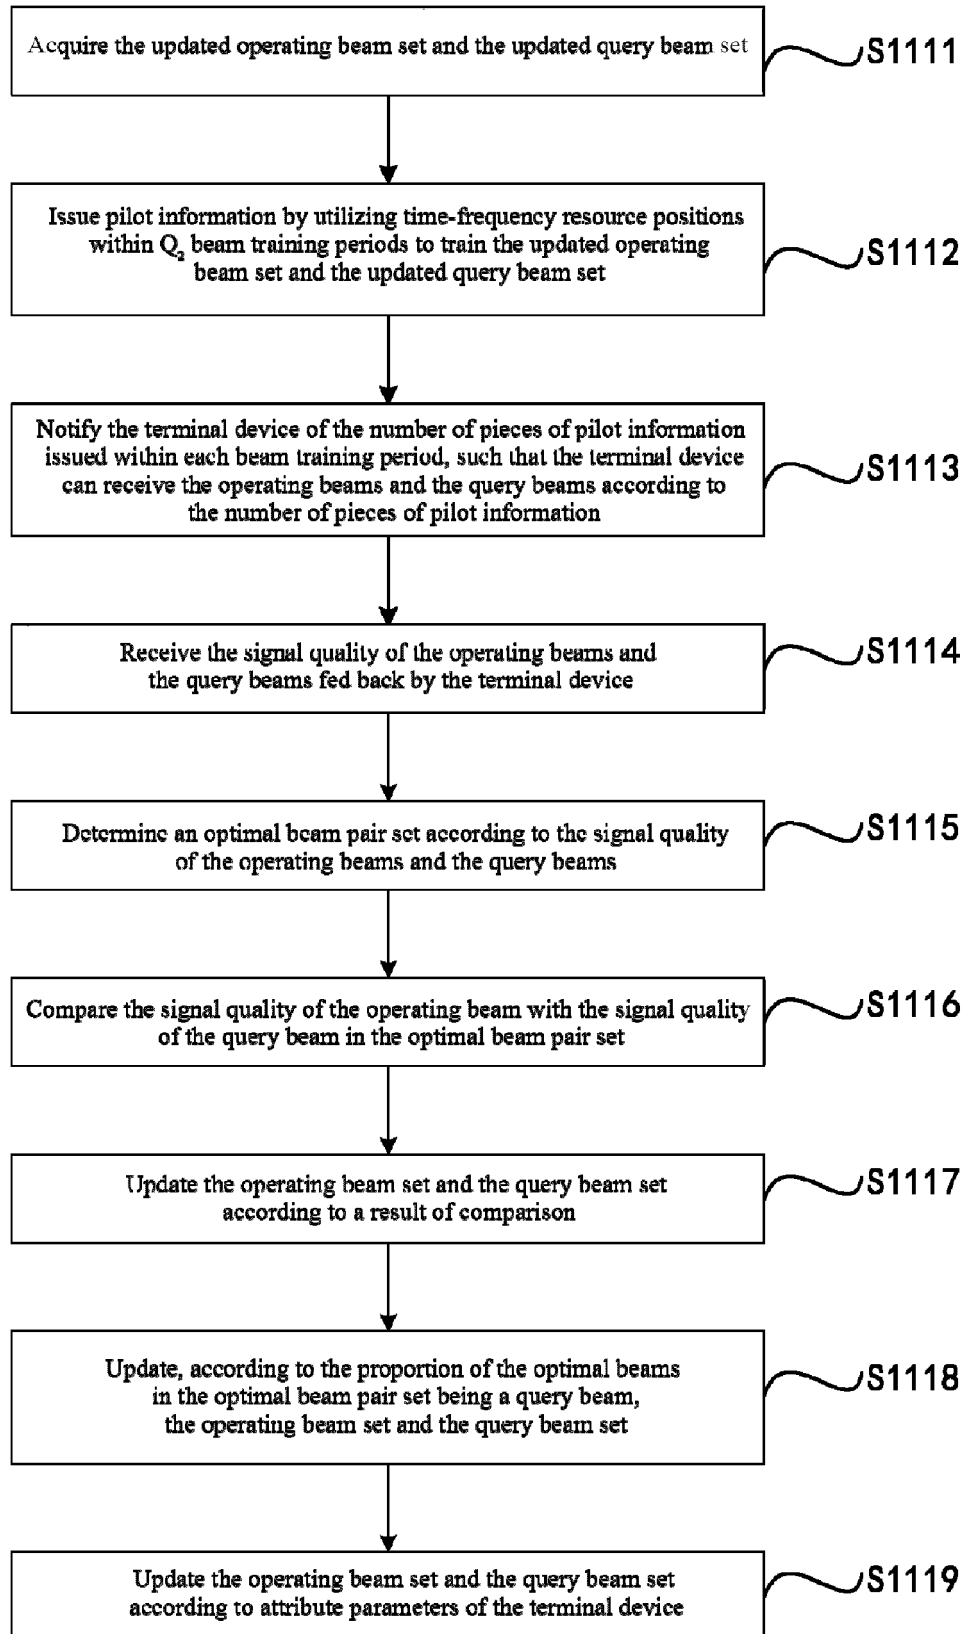 Acquire the updated operating beam set and the updated query beam set
S1111
Issue pilot information by utilizing time-frequency resource positions
within Q₂ beam training periods to train the updated operating
beam set and the updated query beam set
S1112
Notify the terminal device of the number of pieces of pilot information
issued within each beam training period, such that the terminal device
can receive the operating beams and the query beams according to
the number of pieces of pilot information
S1113
Receive the signal quality of the operating beams and
the query beams fed back by the terminal device
S1114
Determine an optimal beam pair set according to the signal quality
of the operating beams and the query beams
S1115
Compare the signal quality of the operating beam with the signal quality
of the query beam in the optimal beam pair set
S1116
Update the operating beam set and the query beam set
according to a result of comparison
S1117
Update, according to the proportion of the optimal beams
in the optimal beam pair set being a query beam,
the operating beam set and the query beam set
S1118
Update the operating beam set and the query beam set
according to attribute parameters of the terminal device
S1119